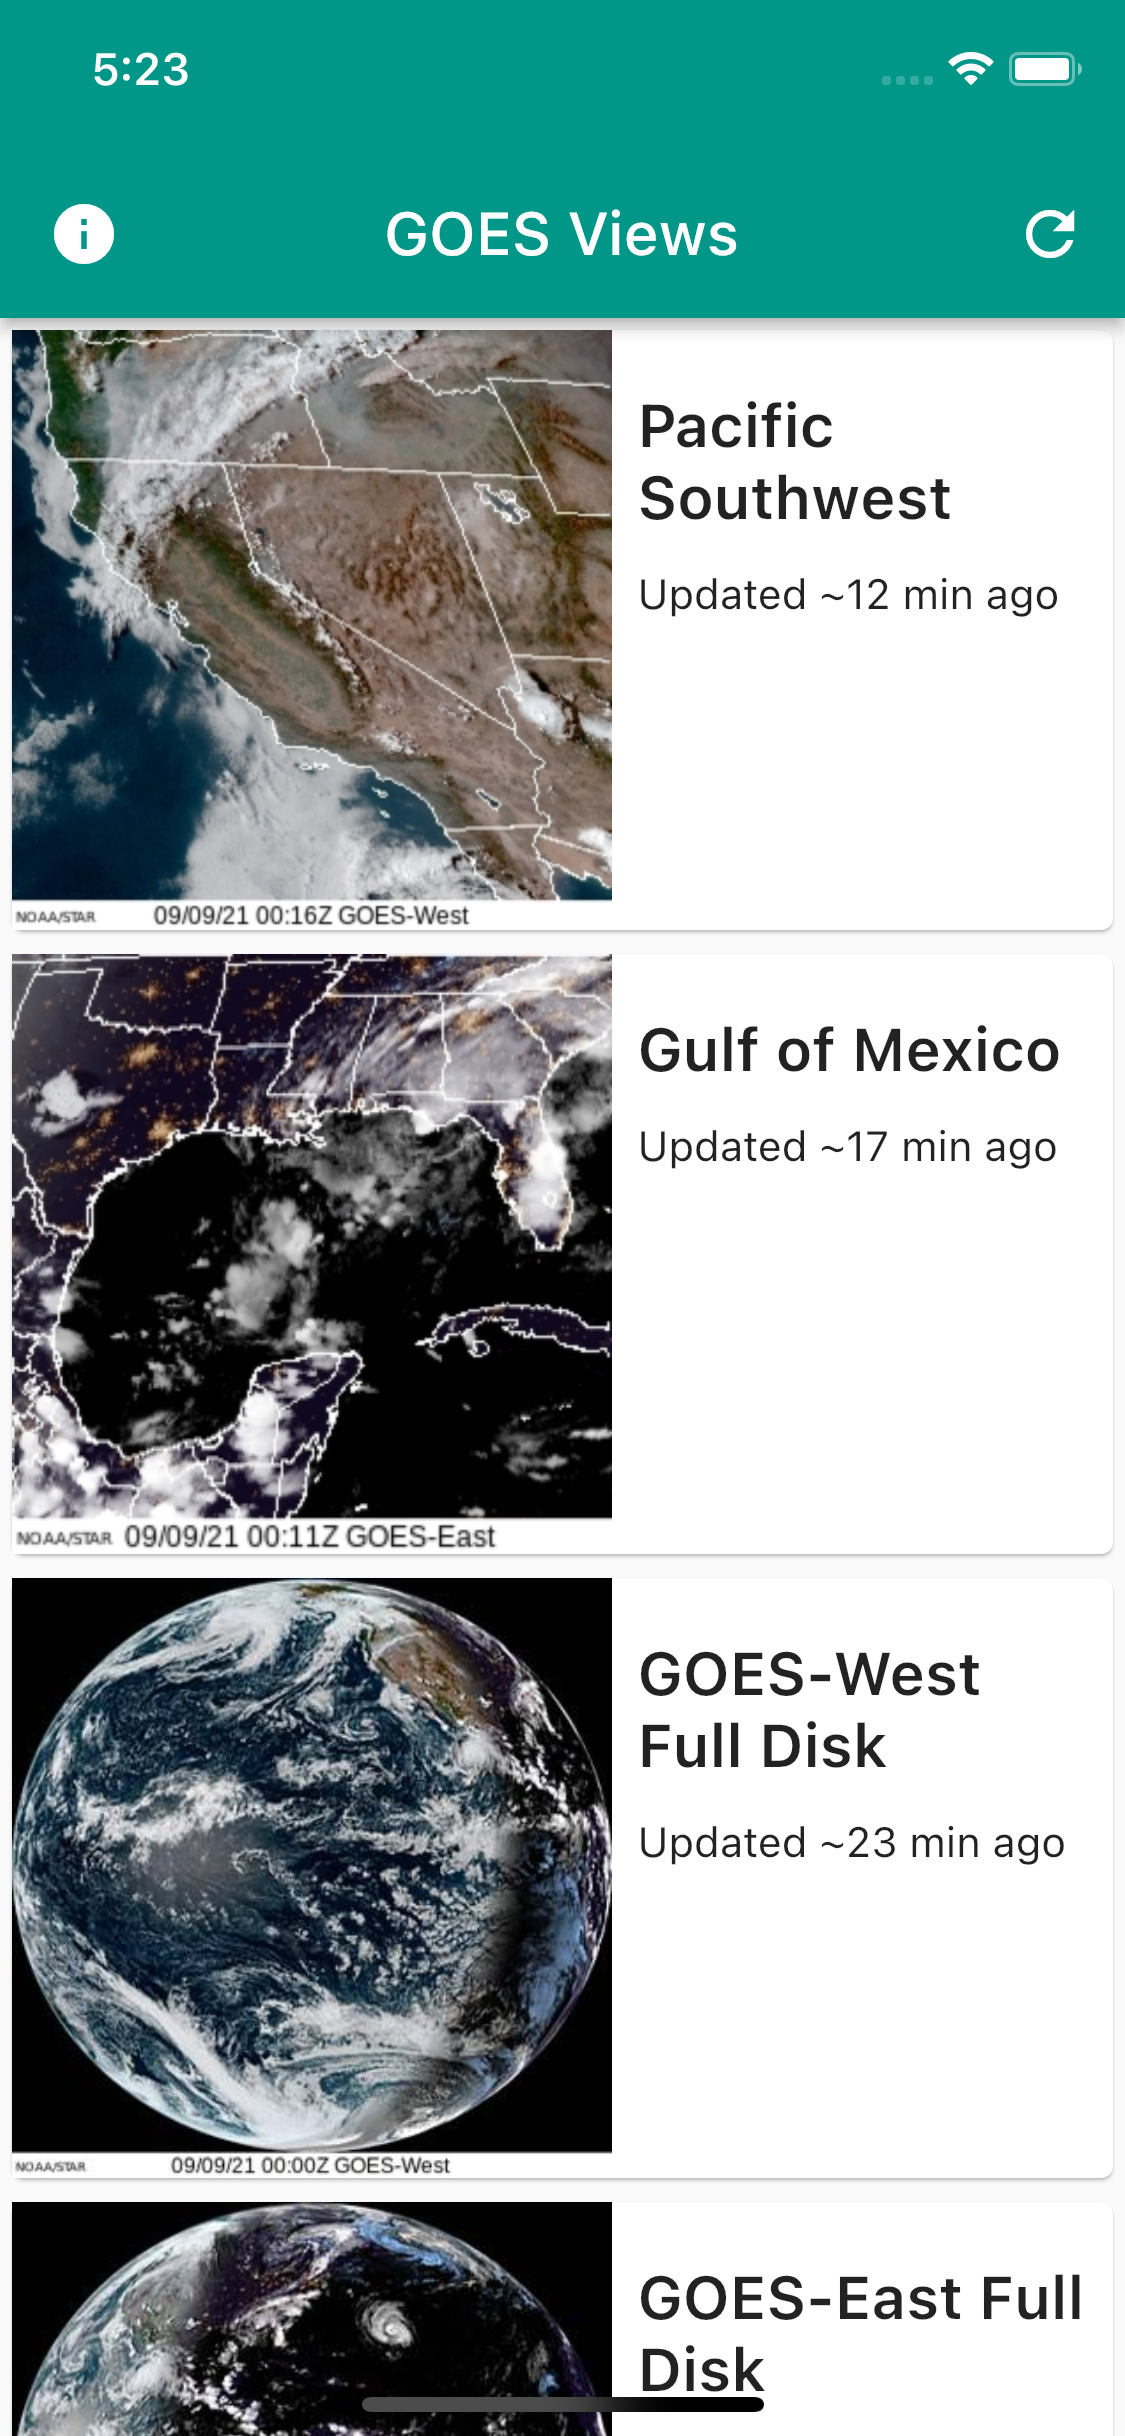 5:23
GOES Views
Pacific
Southwest
Updated ~12 min ago
NOAA/STAR 09/09/21 00:16Z GOES-West
Gulf of Mexico
Updated ~17 min ago
NOAA/STAR 09/09/21 00:11Z GOES-East
GOES-West
Full Disk
Updated ~23 min ago
NOAA/STAR 09/09/21 00:00Z GOES-West
GOES-East Full
Disk